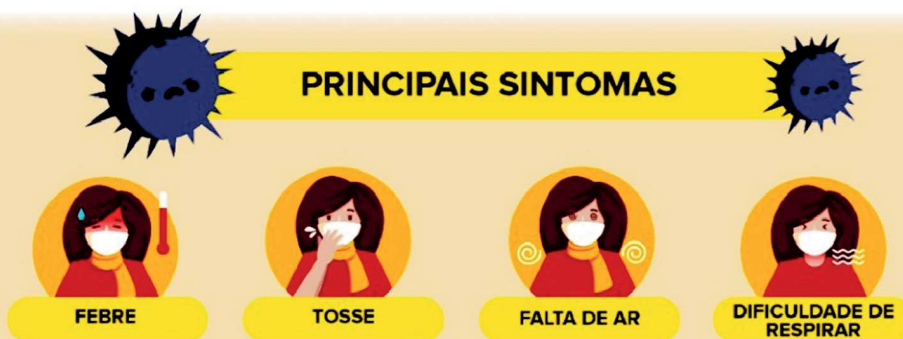 PRINCIPAIS SINTOMAS
FEBRE
TOSSE
FALTA DE AR
DIFICULDADE DE
RESPIRAR